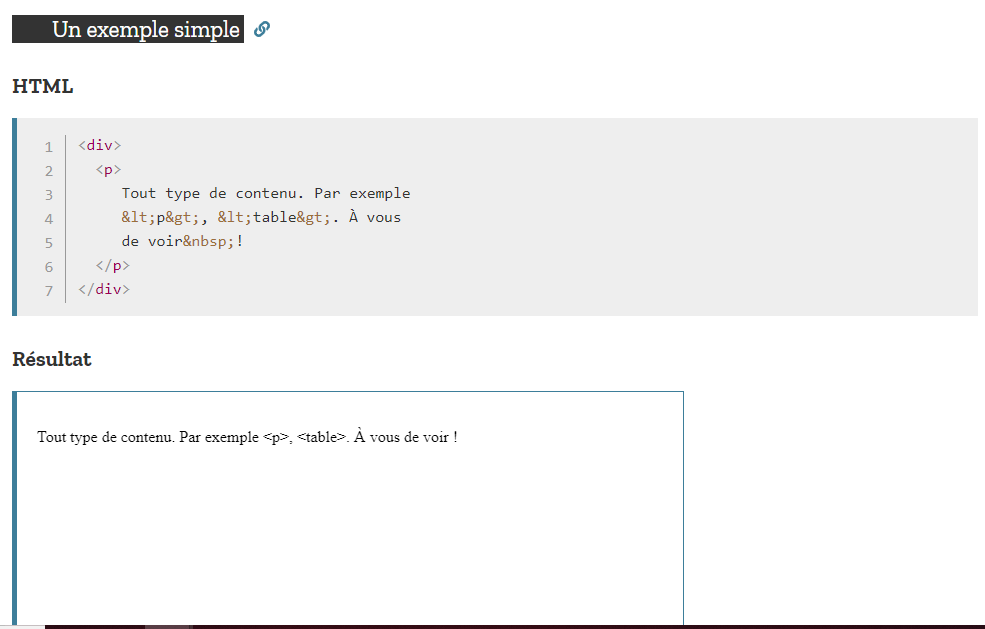 Un exemple simple
HTML
1 <div>
2 <p>
3 Tout type de contenu. Par exemple
4 &lt;p&gt;, &lt;table&gt;. À vous
5 de voir&nbsp;!
6 </p>
7 </div>
Résultat
Tout type de contenu. Par exemple <p>, <table>. À vous de voir !